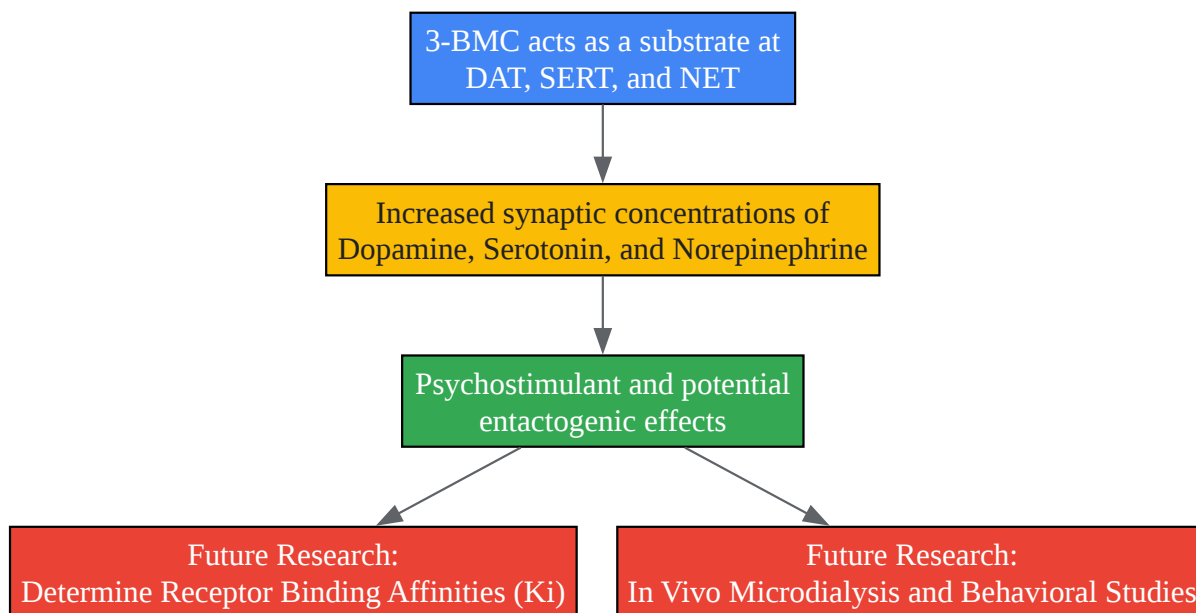 3-BMC acts as a substrate at
DAT, SERT, and NET
Increased synaptic concentrations of
Dopamine, Serotonin, and Norepinephrine
Psychostimulant and potential
entactogenic effects
Future Research:
Determine Receptor Binding Affinities (Ki)
Future Research:
In Vivo Microdialysis and Behavioral Studies